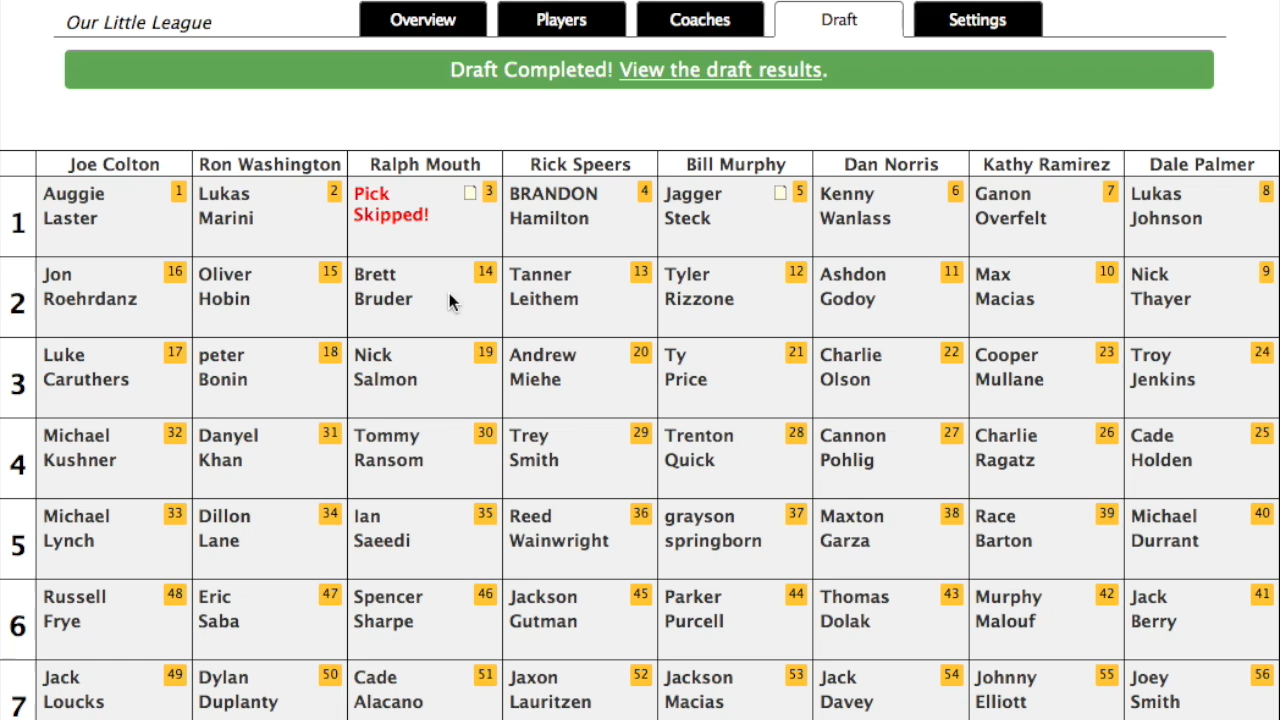 Our Little League
Overview
Players
Coaches
Draft
Settings
Draft Completed! View the draft results.
Joe Colton
Ron Washington
Ralph Mouth
Rick Speers
Bill Murphy
Dan Norris
Kathy Ramirez
Dale Palmer
1
Auggie 1
Laster
Lukas 2
Marini
Pick 3
Skipped!
BRANDON 4
Hamilton
Jagger 5
Steck
Kenny 6
Wanlass
Ganon 7
Overfelt
Lukas 8
Johnson
2
Jon 16
Roehrdanz
Oliver 15
Hobin
Brett 14
Bruder
Tanner 13
Leithem
Tyler 12
Rizzone
Ashdon 11
Godoy
Max 10
Macias
Nick 9
Thayer
3
Luke 17
Caruthers
peter 18
Bonin
Nick 19
Salmon
Andrew 20
Miehe
Ty 21
Price
Charlie 22
Olson
Cooper 23
Mullane
Troy 24
Jenkins
4
Michael 32
Kushner
Danyel 31
Khan
Tommy 30
Ransom
Trey 29
Smith
Trenton 28
Quick
Cannon 27
Pohlig
Charlie 26
Ragatz
Cade 25
Holden
5
Michael 33
Lynch
Dillon 34
Lane
Ian 35
Saeedi
Reed 36
Wainwright
grayson 37
springborn
Maxton 38
Garza
Race 39
Barton
Michael 40
Durrant
6
Russell 48
Frye
Eric 47
Saba
Spencer 46
Sharpe
Jackson 45
Gutman
Parker 44
Purcell
Thomas 43
Dolak
Murphy 42
Malouf
Jack 41
Berry
7
Jack 49
Loucks
Dylan 50
Duplanty
Cade 51
Alacano
Jaxon 52
Lauritzen
Jackson 53
Macias
Jack 54
Davey
Johnny 55
Elliott
Joey 56
Smith